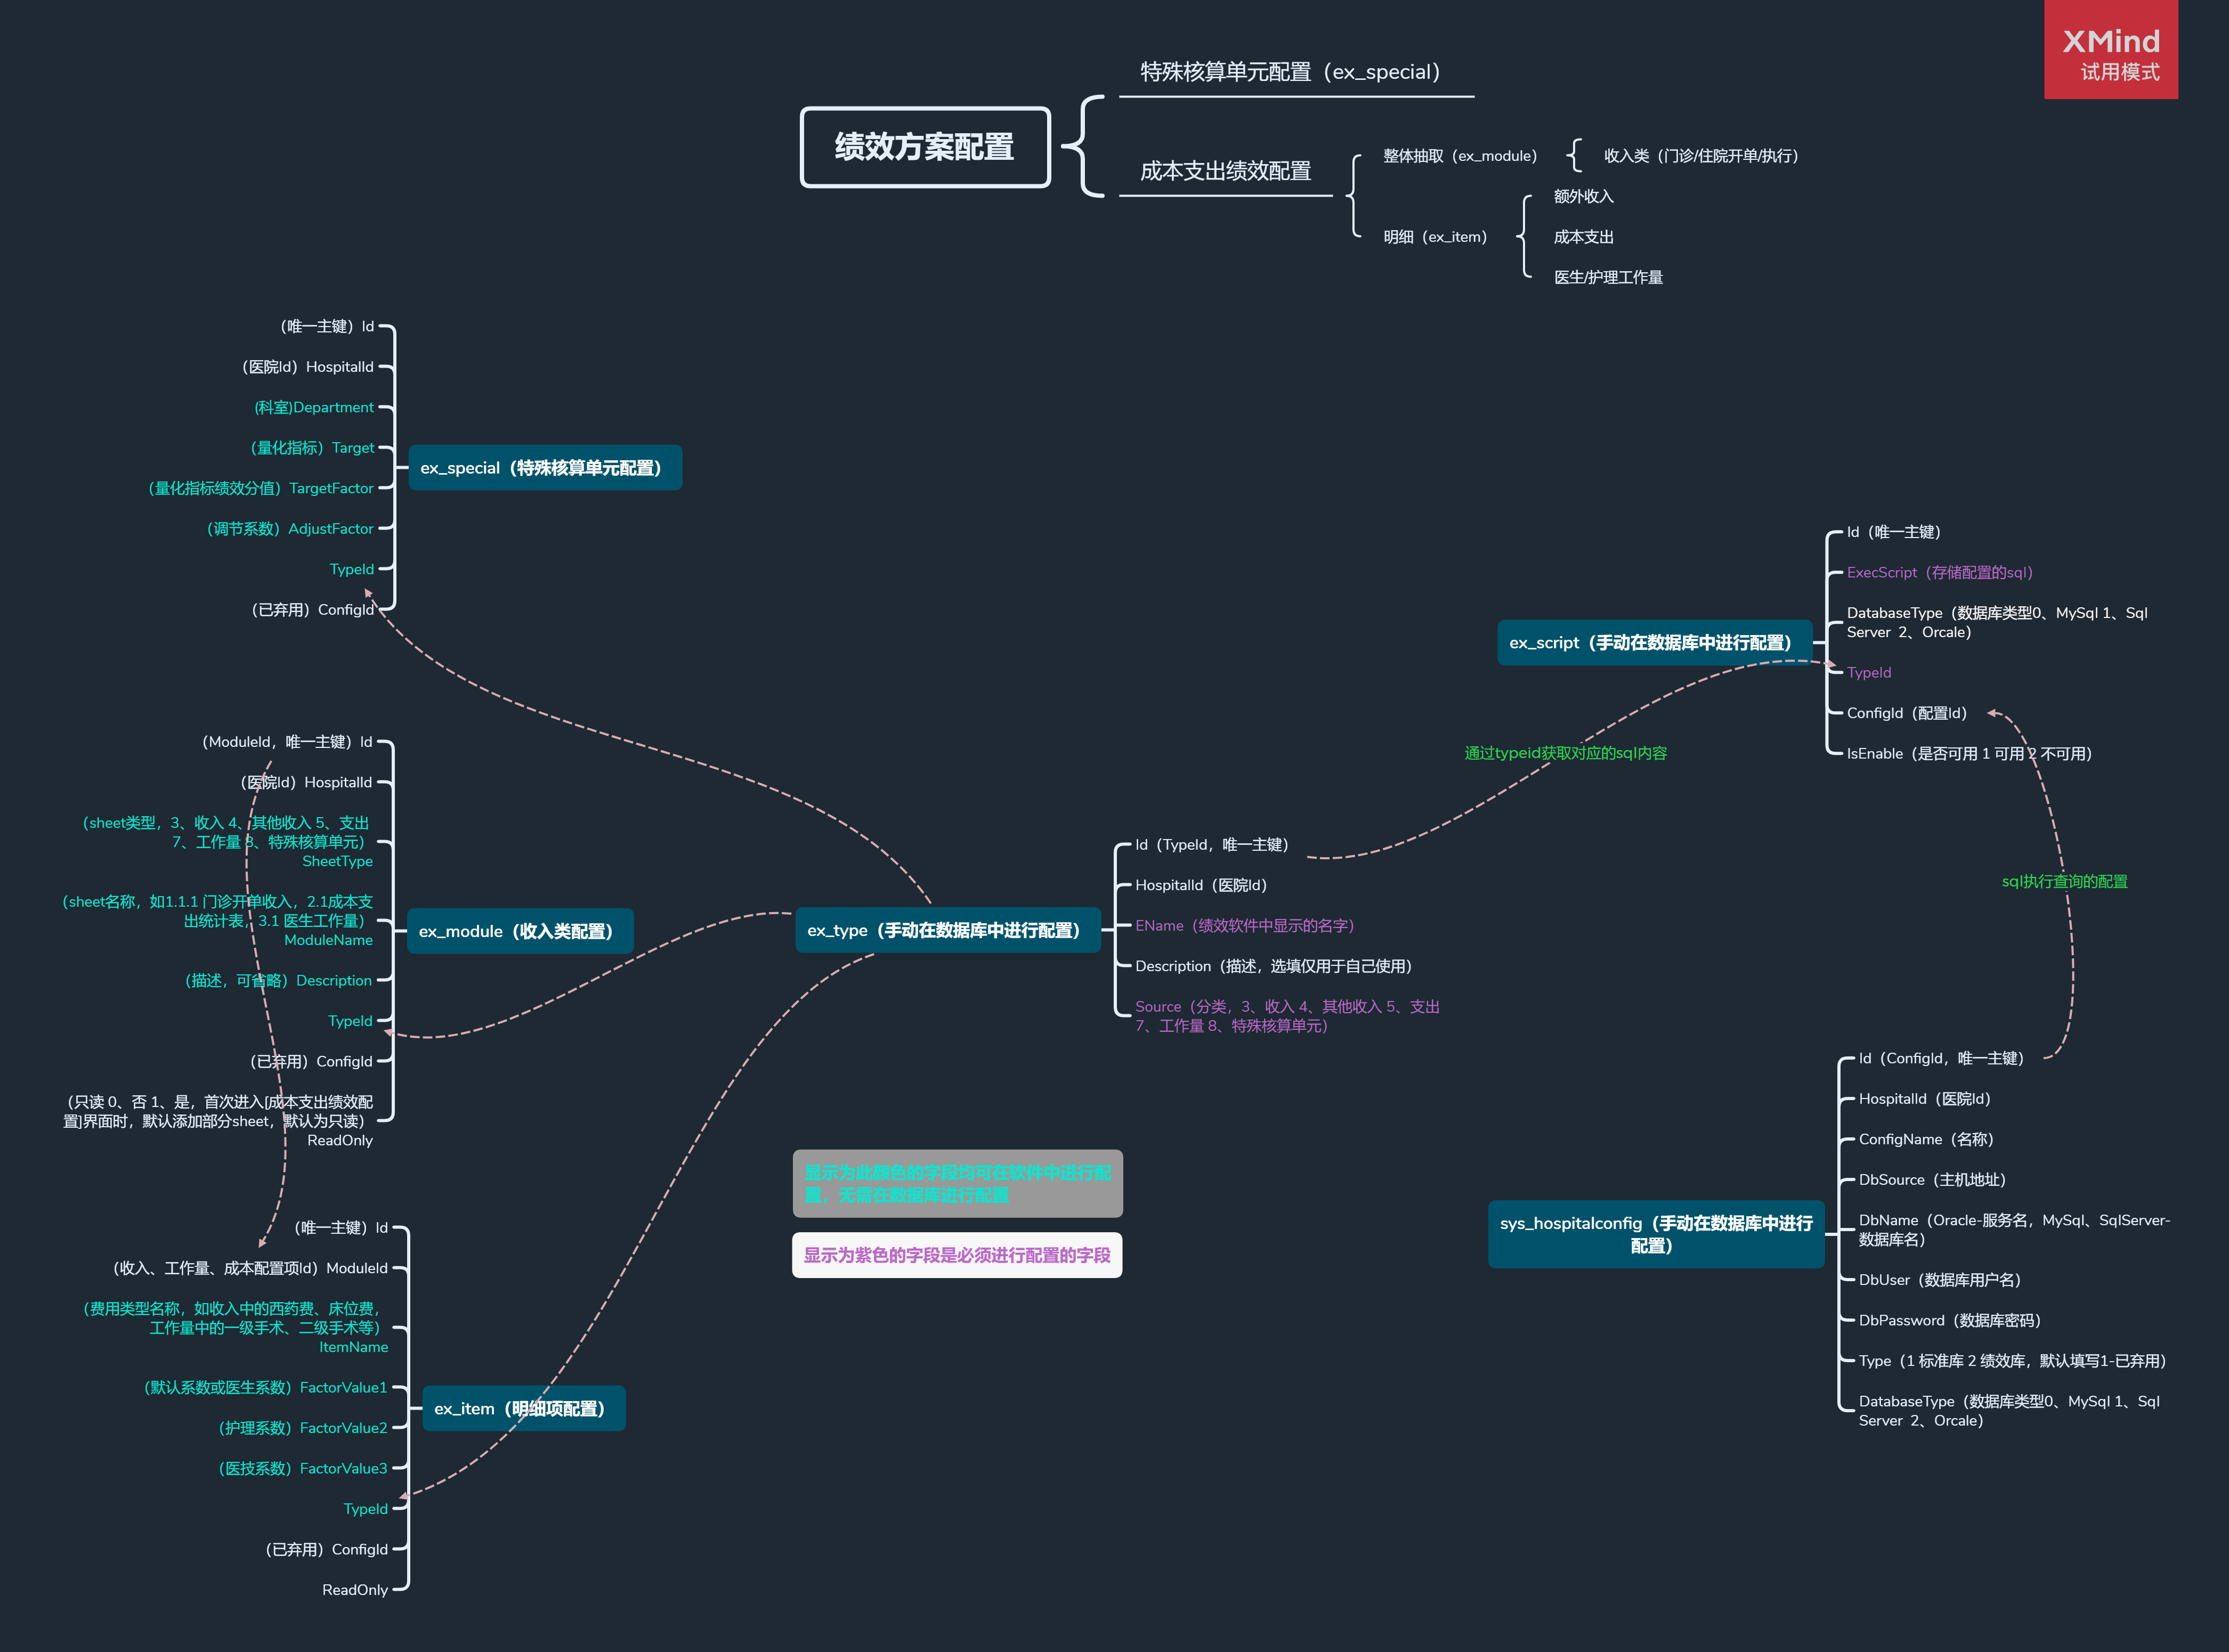 XMind
试用模式
绩效方案配置
特殊核算单元配置（ex_special）
成本支出绩效配置
整体抽取（ex_module）
收入类（门诊/住院开单/执行）
明细（ex_item）
额外收入
成本支出
医生/护理工作量
ex_special（特殊核算单元配置）
（唯一主键）Id
（医院Id）HospitalId
(科室)Department
（量化指标）Target
（量化指标绩效分值）TargetFactor
（调节系数）AdjustFactor
TypeId
（已弃用）ConfigId
ex_module（收入类配置）
（ModuleId，唯一主键）Id
（医院Id）HospitalId
（sheet类型，3、收入 4、其他收入 5、支出
7、工作量 8、特殊核算单元）
SheetType
（sheet名称，如1.1.1 门诊开单收入，2.1成本支
出统计表，3.1 医生工作量）
ModuleName
（描述，可省略）Description
TypeId
（已弃用）ConfigId
（只读 0、否 1、是，首次进入[成本支出绩效配
置]界面时，默认添加部分sheet，默认为只读）
ReadOnly
ex_item（明细项配置）
（唯一主键）Id
（收入、工作量、成本配置项Id）ModuleId
（费用类型名称，如收入中的西药费、床位费，
工作量中的一级手术、二级手术等）
ItemName
（默认系数或医生系数）FactorValue1
（护理系数）FactorValue2
（医技系数）FactorValue3
TypeId
（已弃用）ConfigId
ReadOnly
ex_type（手动在数据库中进行配置）
Id（TypeId，唯一主键）
HospitalId（医院Id）
EName（绩效软件中显示的名字）
Description（描述，选填仅用于自己使用）
Source（分类，3、收入 4、其他收入 5、支出
7、工作量 8、特殊核算单元）
显示为此颜色的字段均可在软件中进行配
置，无需在数据库进行配置
显示为紫色的字段是必须进行配置的字段
通过typeid获取对应的sql内容
ex_script（手动在数据库中进行配置）
Id（唯一主键）
ExecScript（存储配置的sql）
DatabaseType（数据库类型0、MySql 1、Sql
Server  2、Orcale）
TypeId
ConfigId（配置Id）
IsEnable（是否可用 1 可用 2 不可用）
sql执行查询的配置
sys_hospitalconfig（手动在数据库中进行
配置）
Id（ConfigId，唯一主键）
HospitalId（医院Id）
ConfigName（名称）
DbSource（主机地址）
DbName（Oracle-服务名，MySql、SqlServer-
数据库名）
DbUser（数据库用户名）
DbPassword（数据库密码）
Type（1 标准库 2 绩效库，默认填写1-已弃用）
DatabaseType（数据库类型0、MySql 1、Sql
Server  2、Orcale）